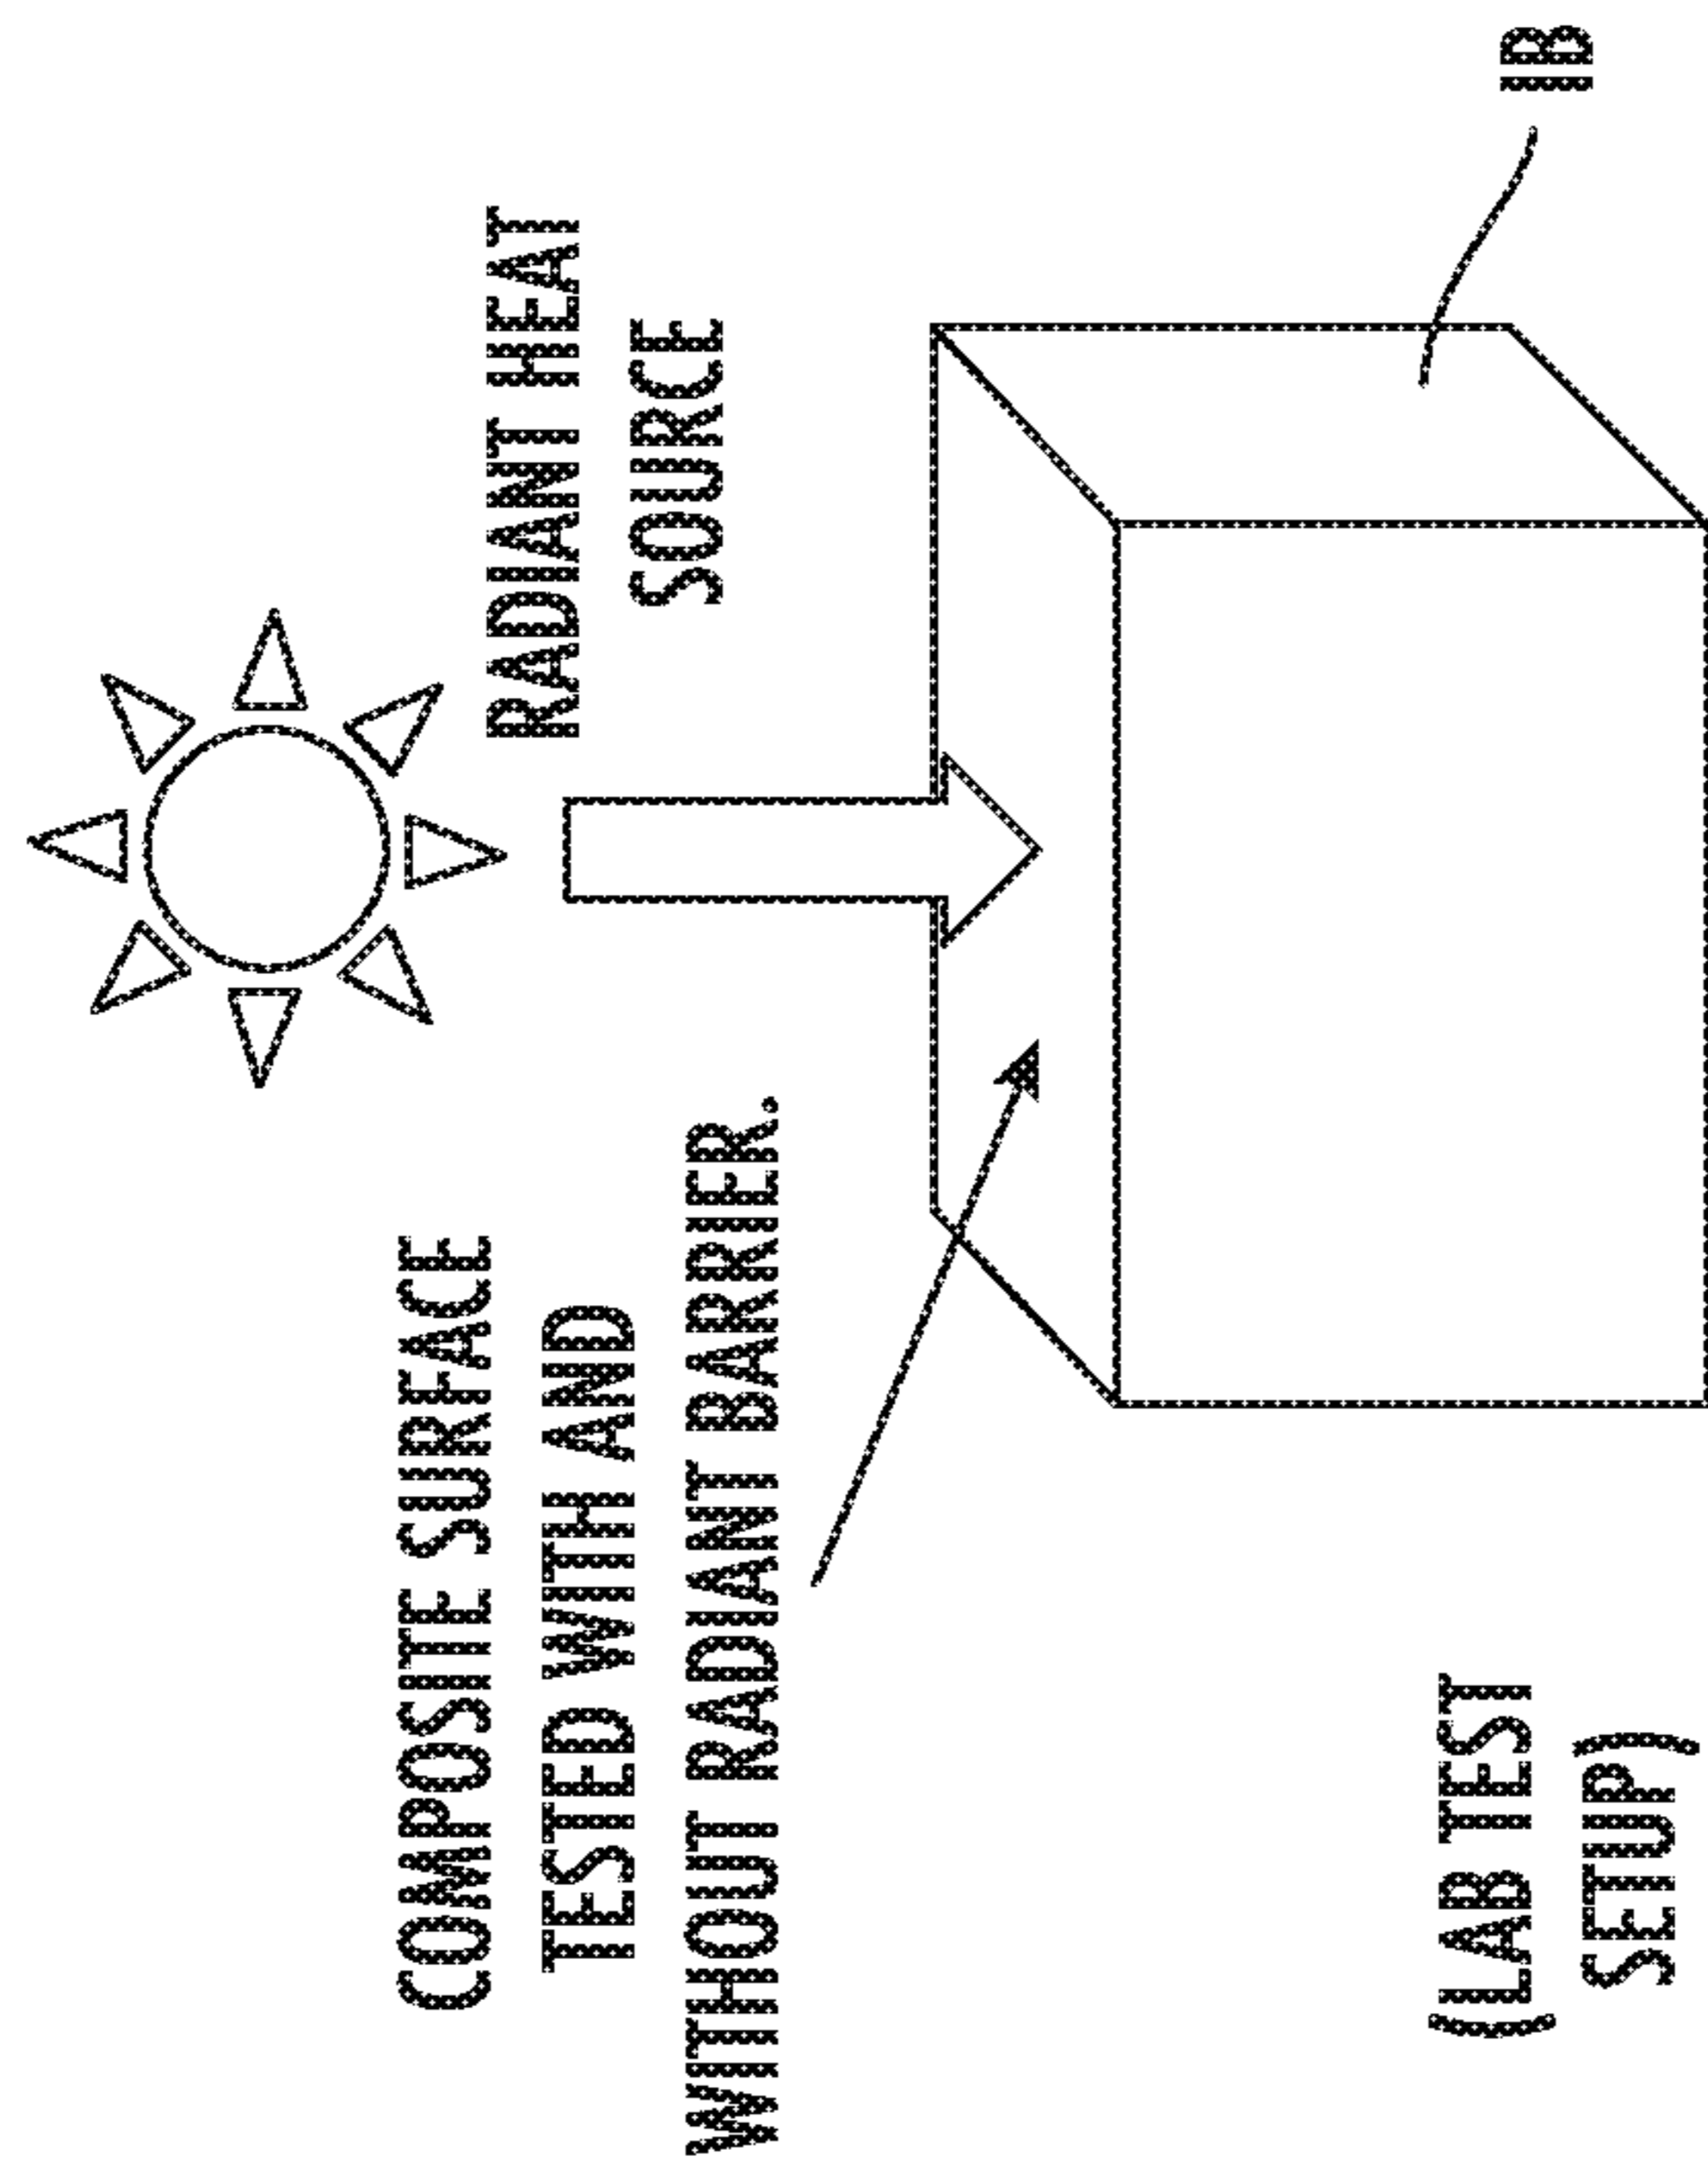 COMPOSITE SURFACE
TESTED WITH AND
WITHOUT RADIANT BARRIER.
RADIANT HEAT
SOURCE
(LAB TEST
SETUP)
IB